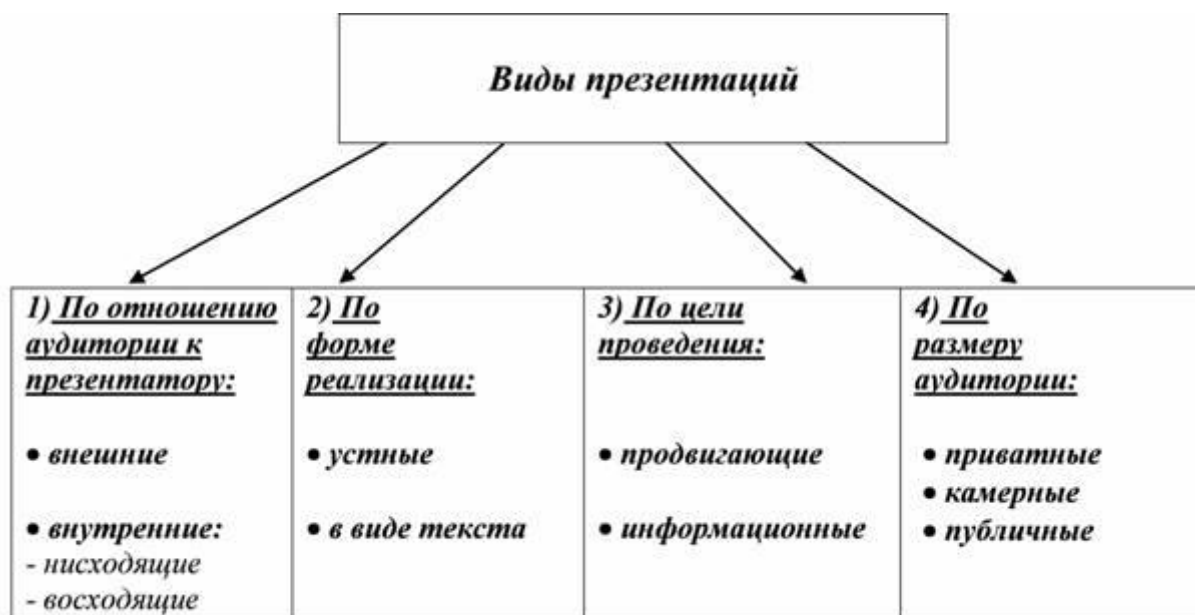 Виды презентаций
1) По отношению
аудитории к
презентатору:
• внешние
• внутренние:
- нисходящие
- восходящие
2) По
форме
реализации:
• устные
• в виде текста
3) По цели
проведения:
• продвигающие
• информационные
4) По
размеру
аудитории:
• приватные
• камерные
• публичные